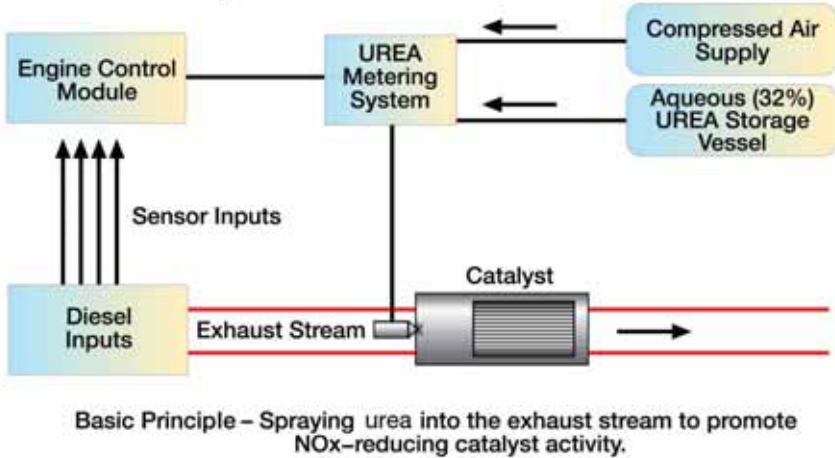 Engine Control
Module
UREA
Metering
System
Compressed Air
Supply
Aqueous (32%)
UREA Storage
Vessel
Sensor Inputs
Diesel
Inputs
Exhaust Stream
Catalyst
Basic Principle – Spraying urea into the exhaust stream to promote
NOx–reducing catalyst activity.